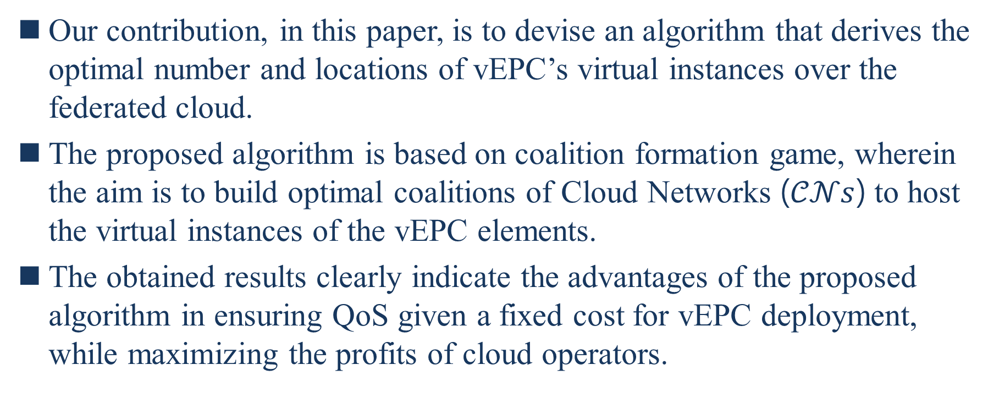 ■ Our contribution, in this paper, is to devise an algorithm that derives the
optimal number and locations of vEPC’s virtual instances over the
federated cloud.
■ The proposed algorithm is based on coalition formation game, wherein
the aim is to build optimal coalitions of Cloud Networks (𝒞𝒩𝑠) to host
the virtual instances of the vEPC elements.
■ The obtained results clearly indicate the advantages of the proposed
algorithm in ensuring QoS given a fixed cost for vEPC deployment,
while maximizing the profits of cloud operators.